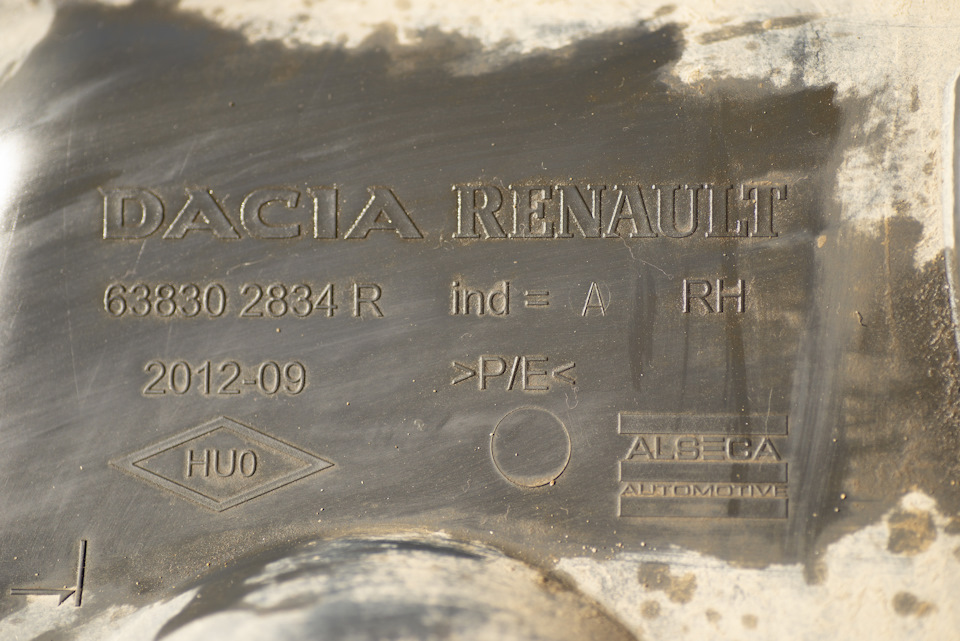 DACIA RENAULT
63830 2834 R ind = A RH
2012-09 >P/E<
HU0
ALSECA
AUTOMOTIVE